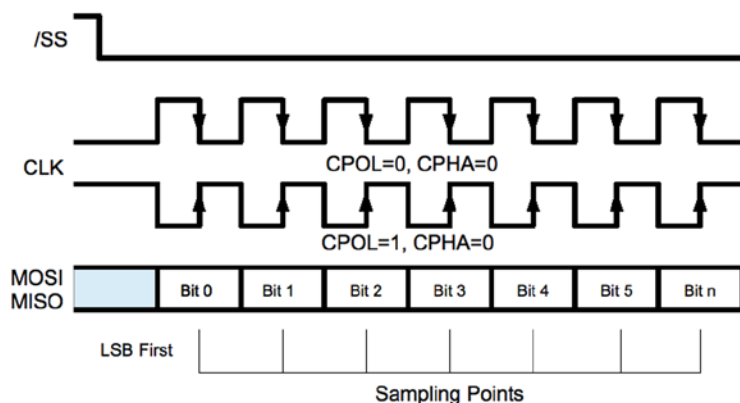 /SS
CPOL=0, CPHA=0
CLK
CPOL=1, CPHA=0
MOSI
MISO
Bit 0 Bit 1 Bit 2 Bit 3 Bit 4 Bit 5 Bit n
LSB First
Sampling Points